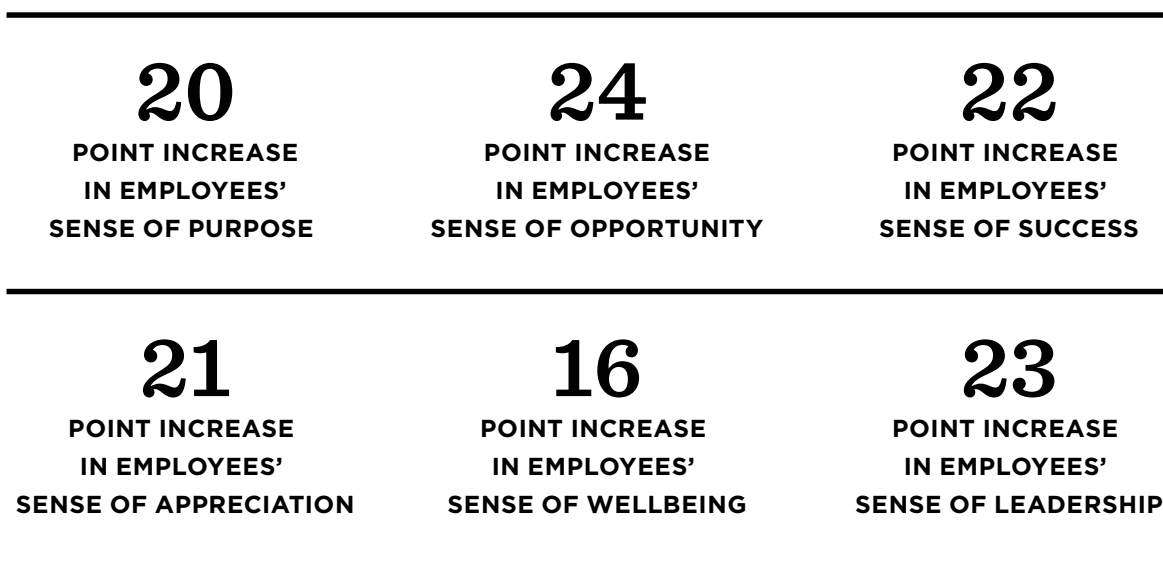 20
POINT INCREASE
IN EMPLOYEES’
SENSE OF PURPOSE
24
POINT INCREASE
IN EMPLOYEES’
SENSE OF OPPORTUNITY
22
POINT INCREASE
IN EMPLOYEES’
SENSE OF SUCCESS
21
POINT INCREASE
IN EMPLOYEES’
SENSE OF APPRECIATION
16
POINT INCREASE
IN EMPLOYEES’
SENSE OF WELLBEING
23
POINT INCREASE
IN EMPLOYEES’
SENSE OF LEADERSHIP